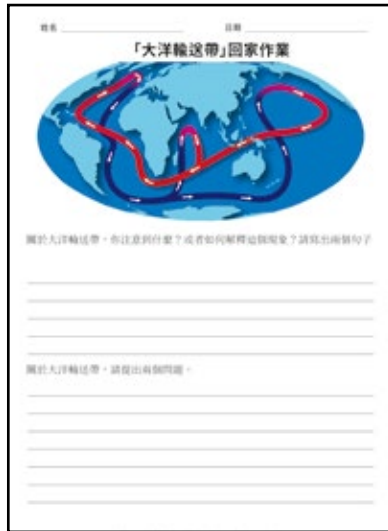 姓名 日期
「大洋輸送帶」回家作業
關於大洋輸送帶，你注意到什麼？或者如何解釋這個現象？請寫出兩個句子
關於大洋輸送帶，請提出兩個問題。